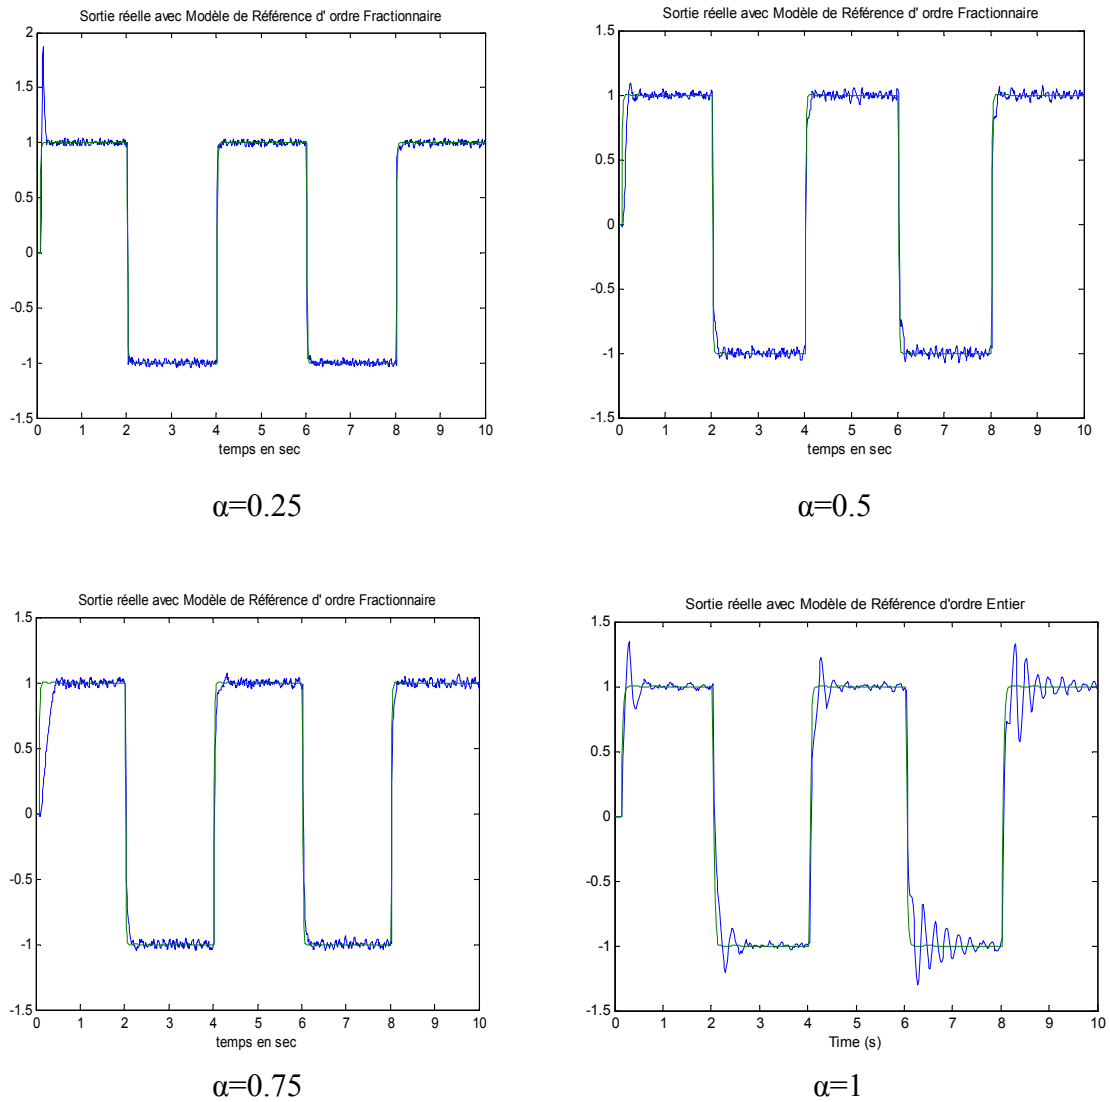 Sortie réelle avec Modèle de Référence d' ordre Fractionnaire
2
1.5
1
0.5
0
-0.5
-1
-1.5
0 1 2 3 4 5 6 7 8 9 10
temps en sec
α=0.25
Sortie réelle avec Modèle de Référence d' ordre Fractionnaire
1.5
1
0.5
0
-0.5
-1
-1.5
0 1 2 3 4 5 6 7 8 9 10
temps en sec
α=0.5
Sortie réelle avec Modèle de Référence d' ordre Fractionnaire
1.5
1
0.5
0
-0.5
-1
-1.5
0 1 2 3 4 5 6 7 8 9 10
temps en sec
α=0.75
Sortie réelle avec Modèle de Référence d'ordre Entier
1.5
1
0.5
0
-0.5
-1
-1.5
0 1 2 3 4 5 6 7 8 9 10
Time (s)
α=1